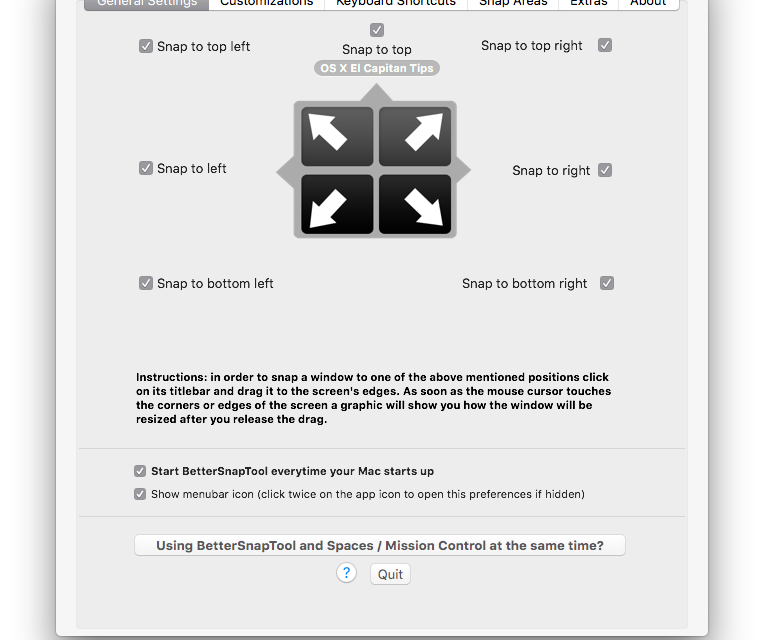 General Settings Customizations Keyboard Shortcuts Snap Areas Extras About
Snap to top left
Snap to top
Snap to top right
OS X El Capitan Tips
Snap to left
Snap to right
Snap to bottom left
Snap to bottom right
Instructions: in order to snap a window to one of the above mentioned positions click
on its titlebar and drag it to the screen's edges. As soon as the mouse cursor touches
the corners or edges of the screen a graphic will show you how the window will be
resized after you release the drag.
Start BetterSnapTool everytime your Mac starts up
Show menubar icon (click twice on the app icon to open this preferences if hidden)
Using BetterSnapTool and Spaces / Mission Control at the same time?
? Quit